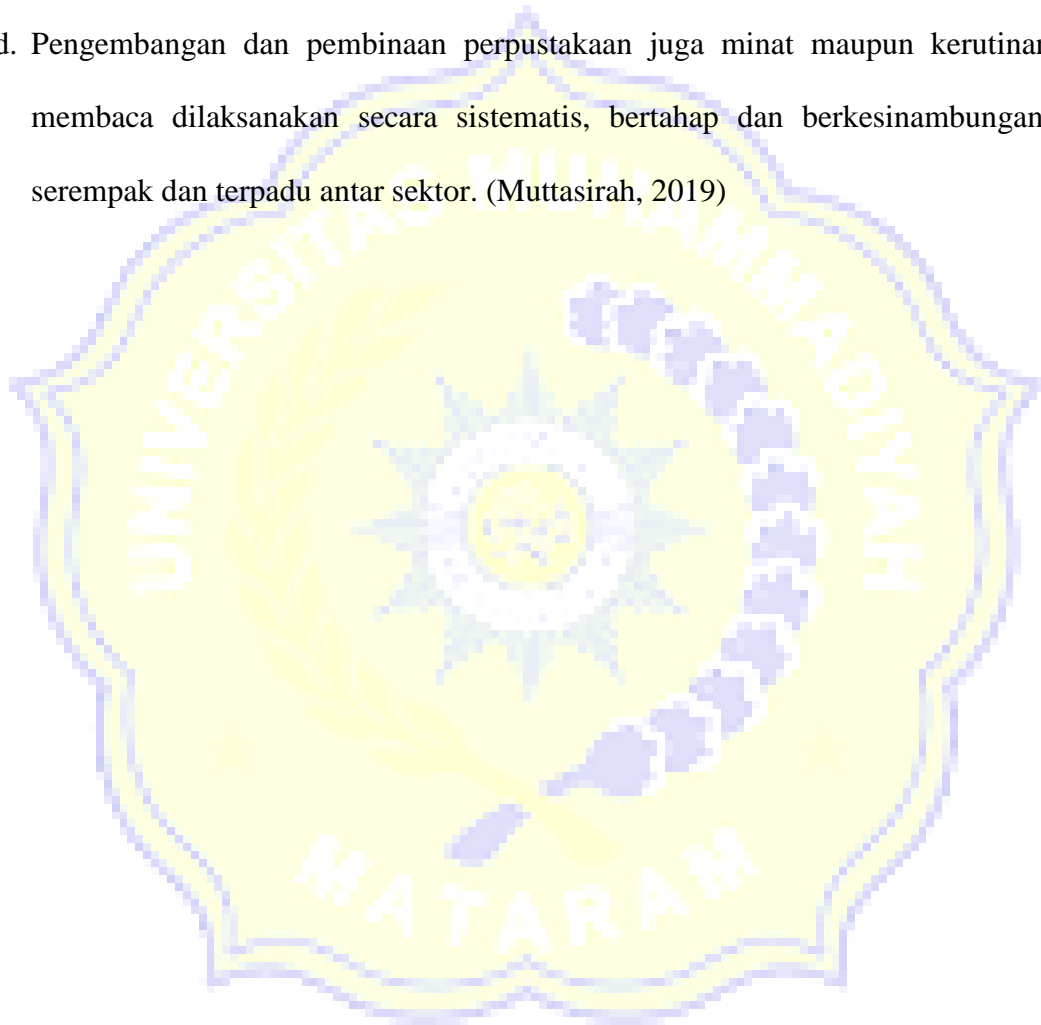 d. Pengembangan dan pembinaan perpustakaan juga minat maupun kerutinan
membaca dilaksanakan secara sistematis, bertahap dan berkesinambungan
serempak dan terpadu antar sektor. (Muttasirah, 2019)
UNIVERSITAS MUHAMMADIYAH
MATARAM